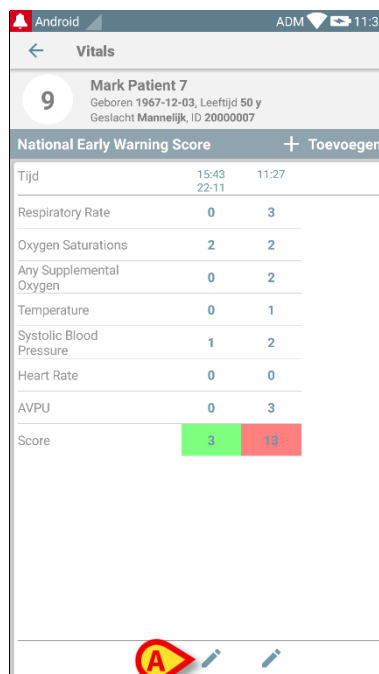 Android ADM 11:3
Vitals
9
Mark Patient 7
Geboren 1967-12-03, Leeftijd 50 y
Geslacht Mannelijk, ID 20000007
National Early Warning Score + Toevoegen
Tijd 15:43 11:27
22-11
Respiratory Rate 0 3
Oxygen Saturations 2 2
Any Supplemental
Oxygen 0 2
Temperature 0 1
Systolic Blood
Pressure 1 2
Heart Rate 0 0
AVPU 0 3
Score 3 13
A